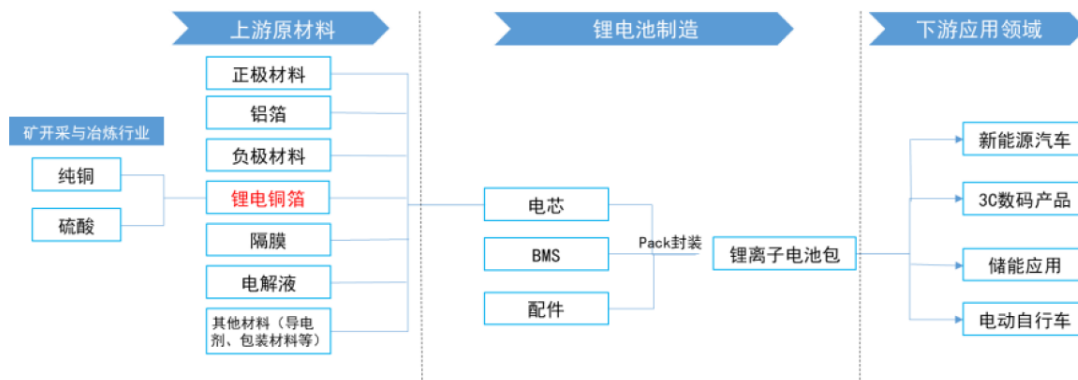 上游原材料
锂电池制造
下游应用领域
矿开采与冶炼行业
纯铜
硫酸
正极材料
铝箔
负极材料
锂电铜箔
隔膜
电解液
其他材料（导电
剂、包装材料等）
电芯
BMS
配件
Pack封装
锂离子电池包
新能源汽车
3C数码产品
储能应用
电动自行车